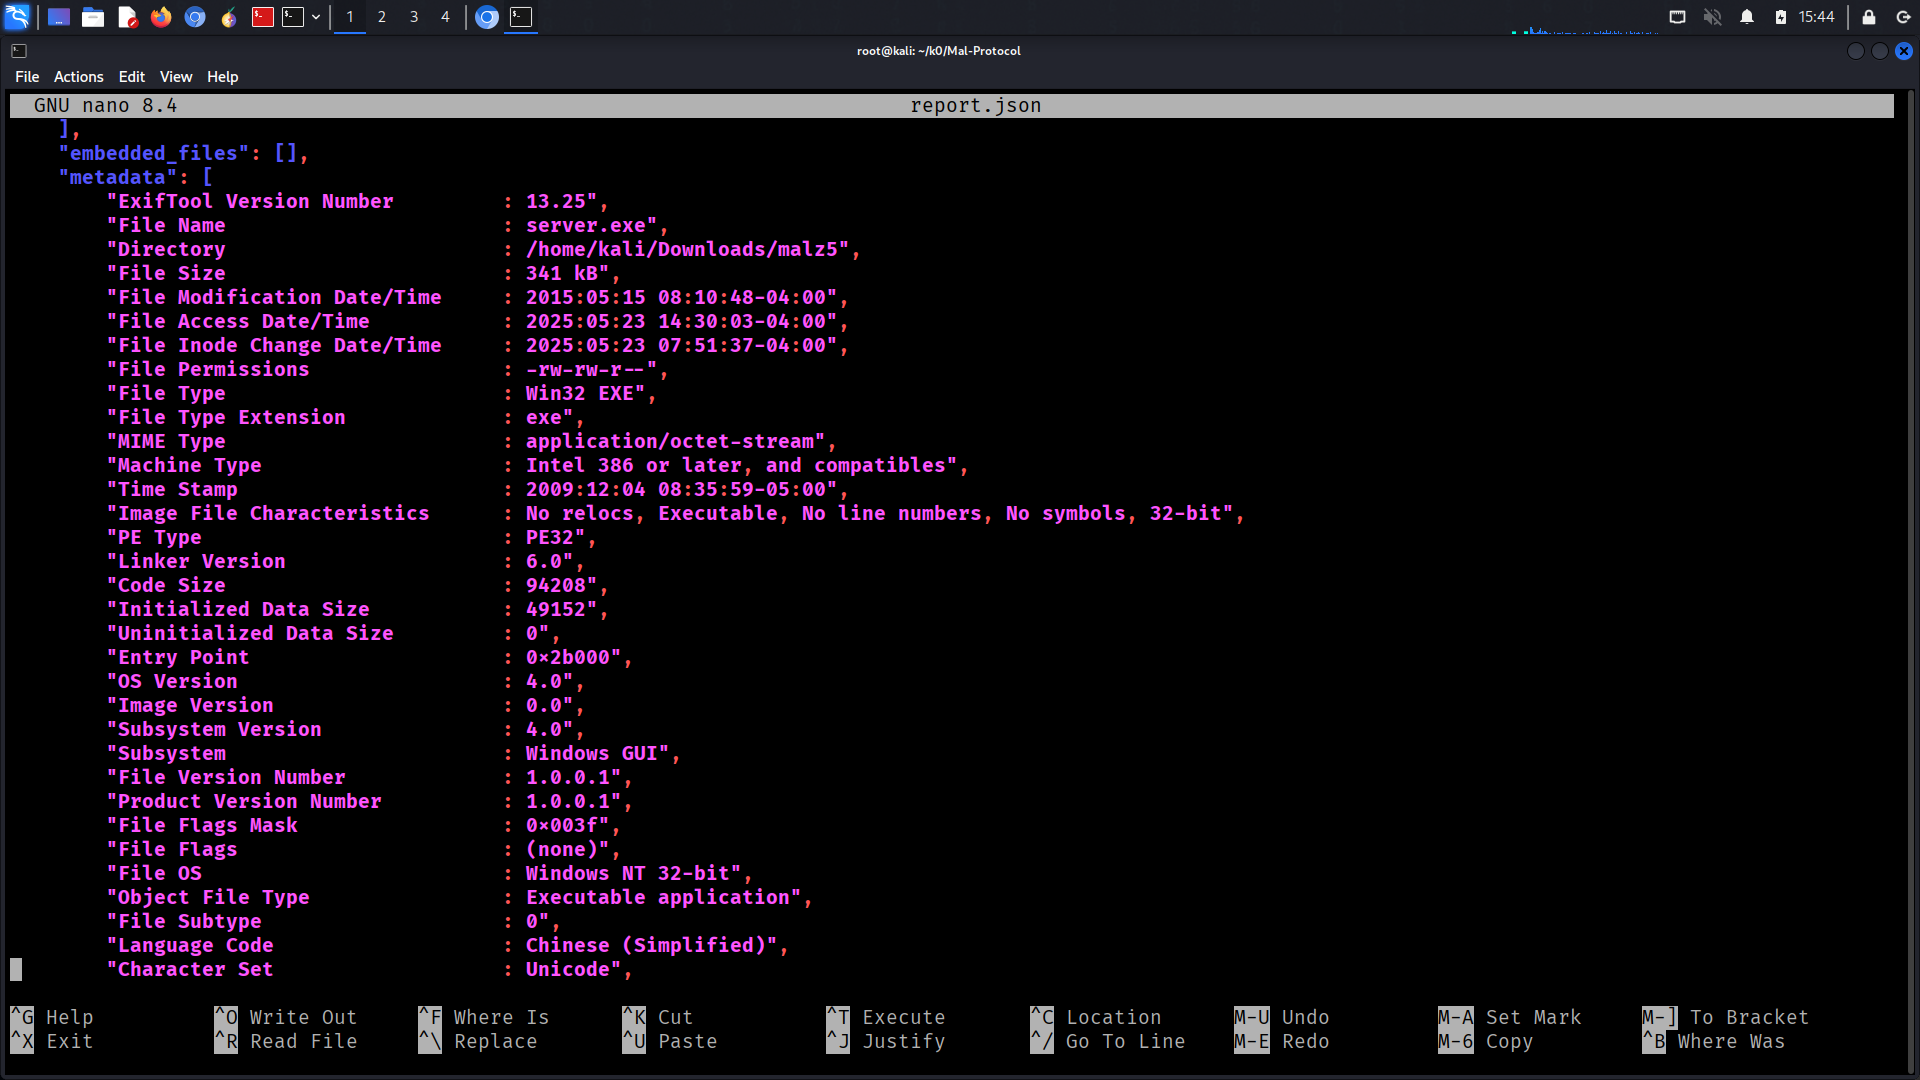 1 2 3 4 15:44
root@kali: ~/k0/Mal-Protocol
File Actions Edit View Help
GNU nano 8.4 report.json
],
"embedded_files": [],
"metadata": [
"ExifTool Version Number : 13.25",
"File Name : server.exe",
"Directory : /home/kali/Downloads/malz5",
"File Size : 341 kB",
"File Modification Date/Time : 2015:05:15 08:10:48-04:00",
"File Access Date/Time : 2025:05:23 14:30:03-04:00",
"File Inode Change Date/Time : 2025:05:23 07:51:37-04:00",
"File Permissions : -rw-rw-r--",
"File Type : Win32 EXE",
"File Type Extension : exe",
"MIME Type : application/octet-stream",
"Machine Type : Intel 386 or later, and compatibles",
"Time Stamp : 2009:12:04 08:35:59-05:00",
"Image File Characteristics : No relocs, Executable, No line numbers, No symbols, 32-bit",
"PE Type : PE32",
"Linker Version : 6.0",
"Code Size : 94208",
"Initialized Data Size : 49152",
"Uninitialized Data Size : 0",
"Entry Point : 0×2b000",
"OS Version : 4.0",
"Image Version : 0.0",
"Subsystem Version : 4.0",
"Subsystem : Windows GUI",
"File Version Number : 1.0.0.1",
"Product Version Number : 1.0.0.1",
"File Flags Mask : 0×003f",
"File Flags : (none)",
"File OS : Windows NT 32-bit",
"Object File Type : Executable application",
"File Subtype : 0",
"Language Code : Chinese (Simplified)",
"Character Set : Unicode",
^G Help ^O Write Out ^F Where Is ^K Cut ^T Execute ^C Location M-U Undo M-A Set Mark M-] To Bracket
^X Exit ^R Read File ^\ Replace ^U Paste ^J Justify ^/ Go To Line M-E Redo M-6 Copy ^B Where Was